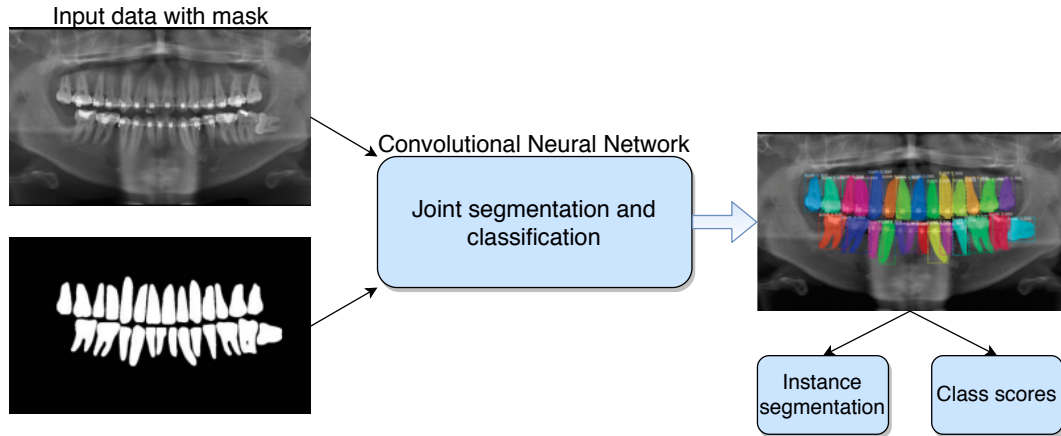 Input data with mask
Convolutional Neural Network
Joint segmentation and
classification
Instance
segmentation
Class scores